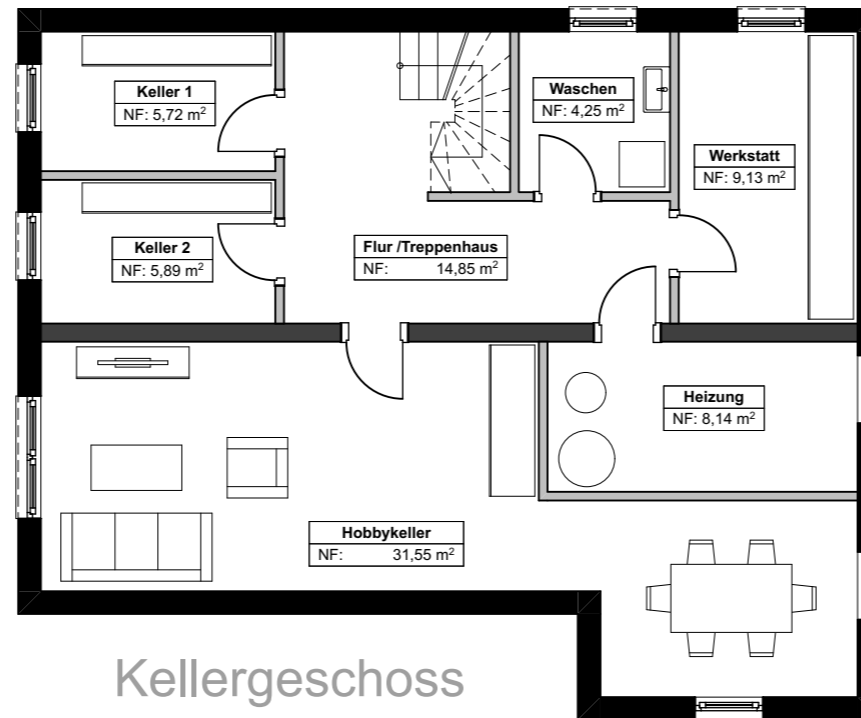 Keller 1
NF: 5,72 m²
Waschen
NF: 4,25 m²
Werkstatt
NF: 9,13 m²
Keller 2
NF: 5,89 m²
Flur /Treppenhaus
NF: 14,85 m²
Heizung
NF: 8,14 m²
Hobbykeller
NF: 31,55 m²
Kellergeschoss